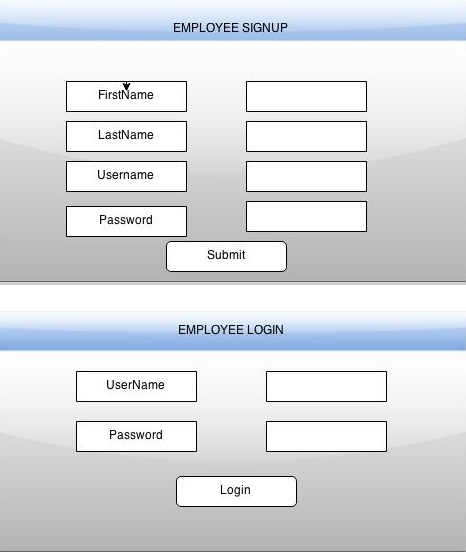 EMPLOYEE SIGNUP
FirstName
LastName
Username
Password
Submit
EMPLOYEE LOGIN
UserName
Password
Login